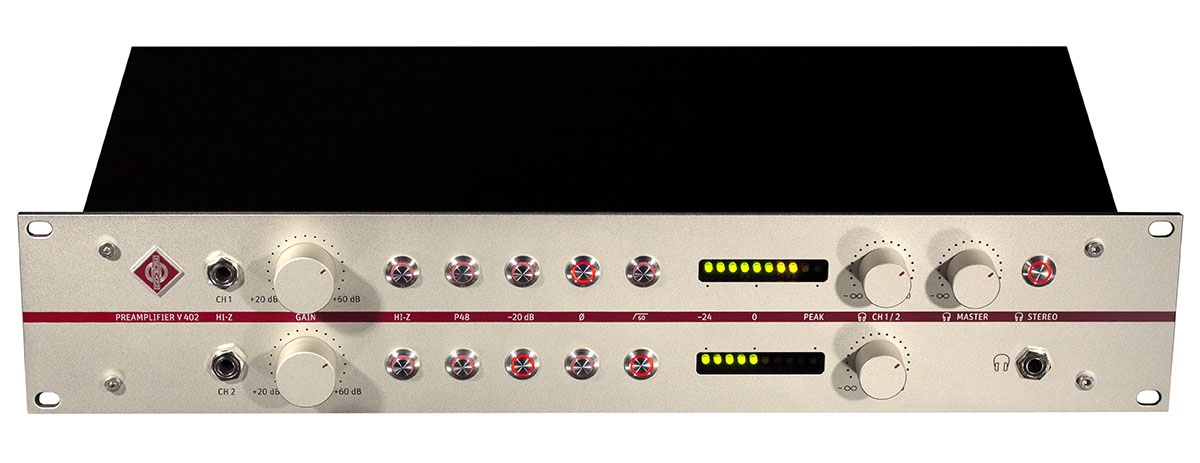 CH 1
+20 dB +60 dB
-∞ -∞
PREAMPLIFIER V 402 HI-Z GAIN HI-Z P48 -20 dB Ø 60 -24 0 PEAK CH 1 / 2 MASTER STEREO
CH 2
+20 dB +60 dB
-∞